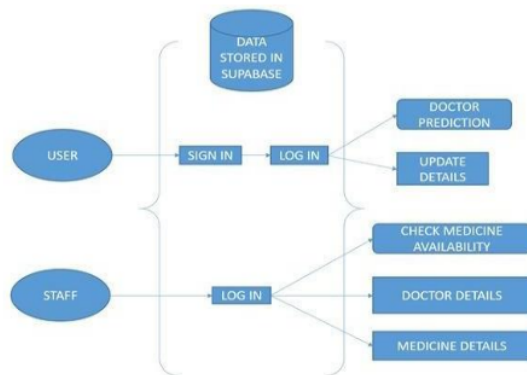 DATA
STORED IN
SUPABASE
DOCTOR
PREDICTION
USER
SIGN IN
LOG IN
UPDATE
DETAILS
CHECK MEDICINE
AVAILABILITY
STAFF
LOG IN
DOCTOR DETAILS
MEDICINE DETAILS